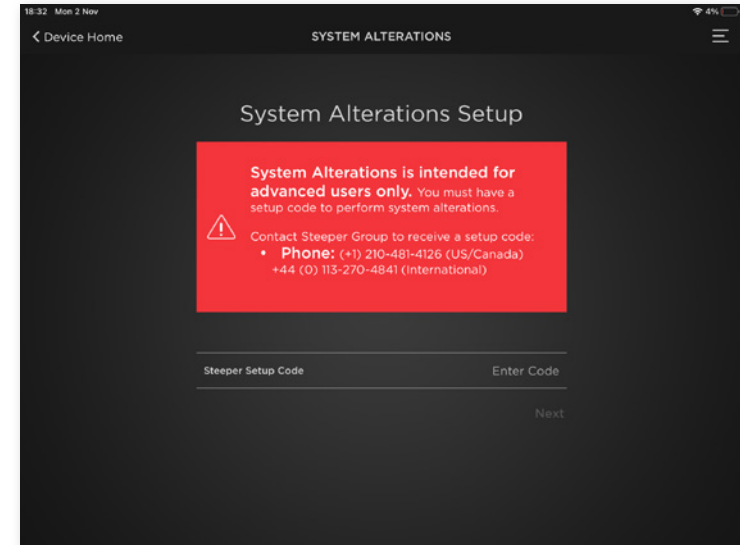 18:32 Mon 2 Nov
4%
Device Home
SYSTEM ALTERATIONS
System Alterations Setup
System Alterations is intended for
advanced users only. You must have a
setup code to perform system alterations.
Contact Steeper Group to receive a setup code:
• Phone: (+1) 210-481-4126 (US/Canada)
+44 (0) 113-270-4841 (International)
Steeper Setup Code
Enter Code
Next